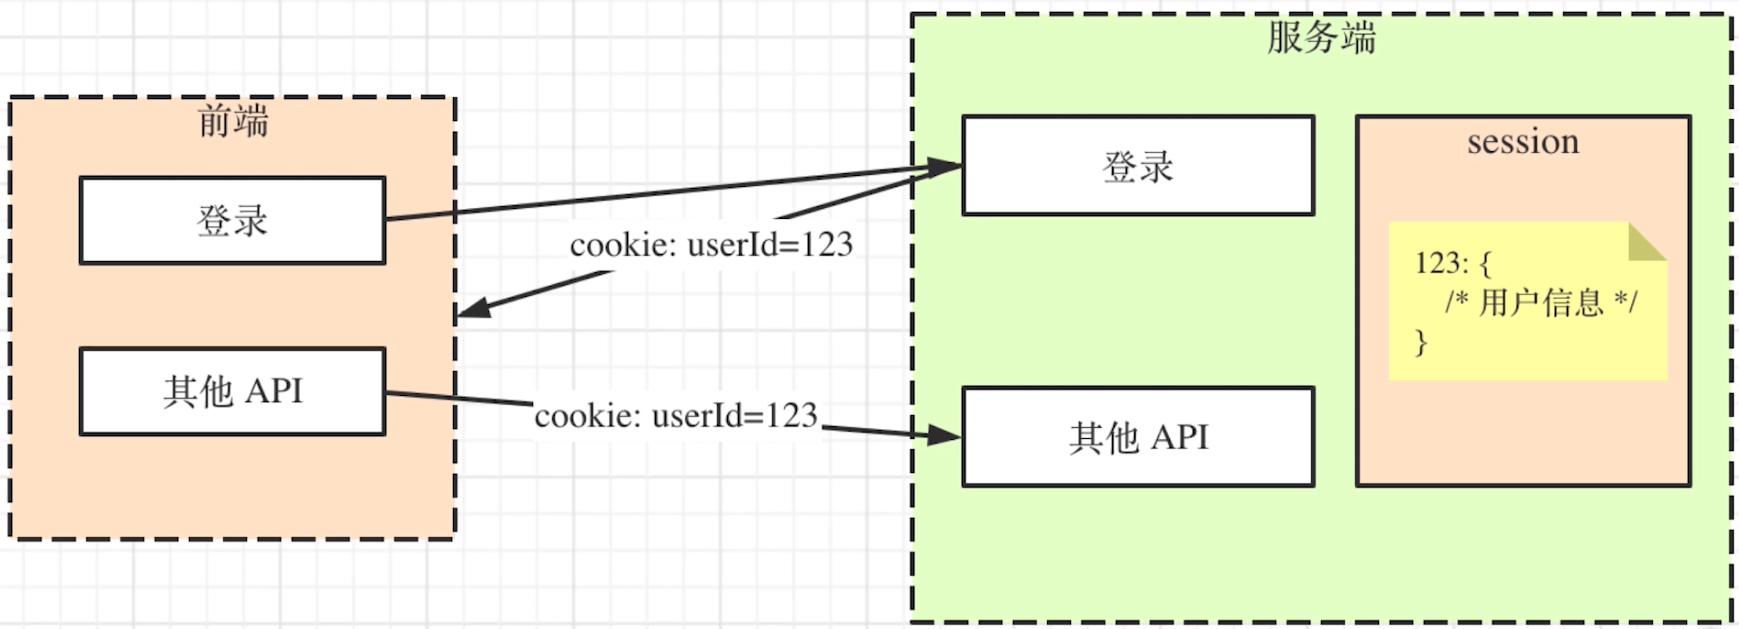 前端
登录
其他 API
cookie: userId=123
cookie: userId=123
服务端
登录
其他 API
session
123: {
/* 用户信息 */
}